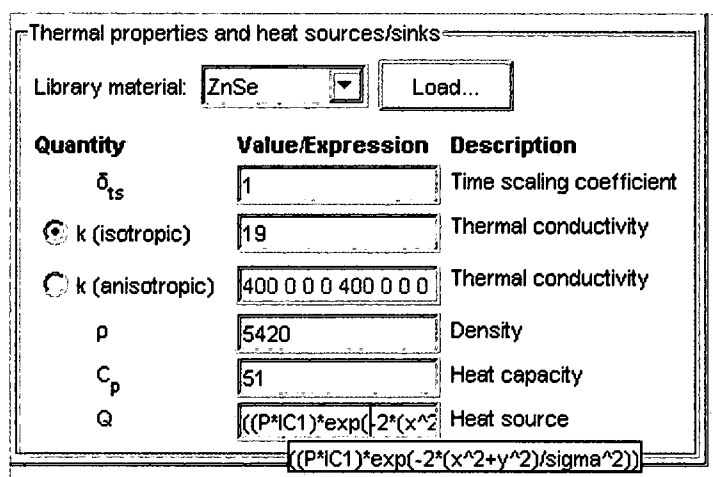 Thermal properties and heat sources/sinks
Library material: ZnSe Load...
Quantity Value/Expression Description
δts 1 Time scaling coefficient
k (isotropic) 19 Thermal conductivity
k (anisotropic) 400 0 0 0 400 0 0 0 Thermal conductivity
ρ 5420 Density
Cp 51 Heat capacity
Q ((P*IC1)*exp(-2*(x^2 Heat source
((P*IC1)*exp(-2*(x^2+y^2)/sigma^2))